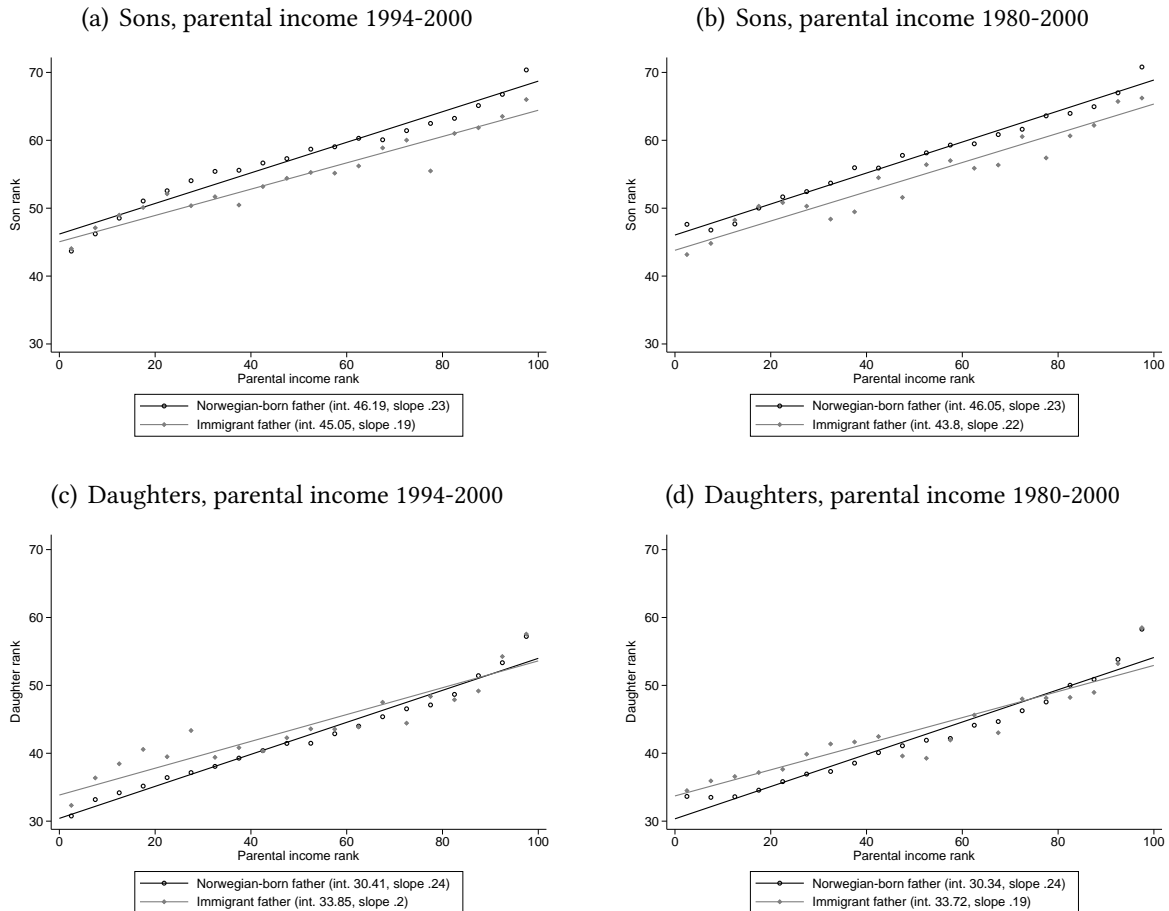 (a) Sons, parental income 1994-2000
70
60
50
40
30
Son rank
0 20 40 60 80 100
Parental income rank
Norwegian-born father (int. 46.19, slope .23)
Immigrant father (int. 45.05, slope .19)
(b) Sons, parental income 1980-2000
70
60
50
40
30
Son rank
0 20 40 60 80 100
Parental income rank
Norwegian-born father (int. 46.05, slope .23)
Immigrant father (int. 43.8, slope .22)
(c) Daughters, parental income 1994-2000
70
60
50
40
30
Daughter rank
0 20 40 60 80 100
Parental income rank
Norwegian-born father (int. 30.41, slope .24)
Immigrant father (int. 33.85, slope .2)
(d) Daughters, parental income 1980-2000
70
60
50
40
30
Daughter rank
0 20 40 60 80 100
Parental income rank
Norwegian-born father (int. 30.34, slope .24)
Immigrant father (int. 33.72, slope .19)